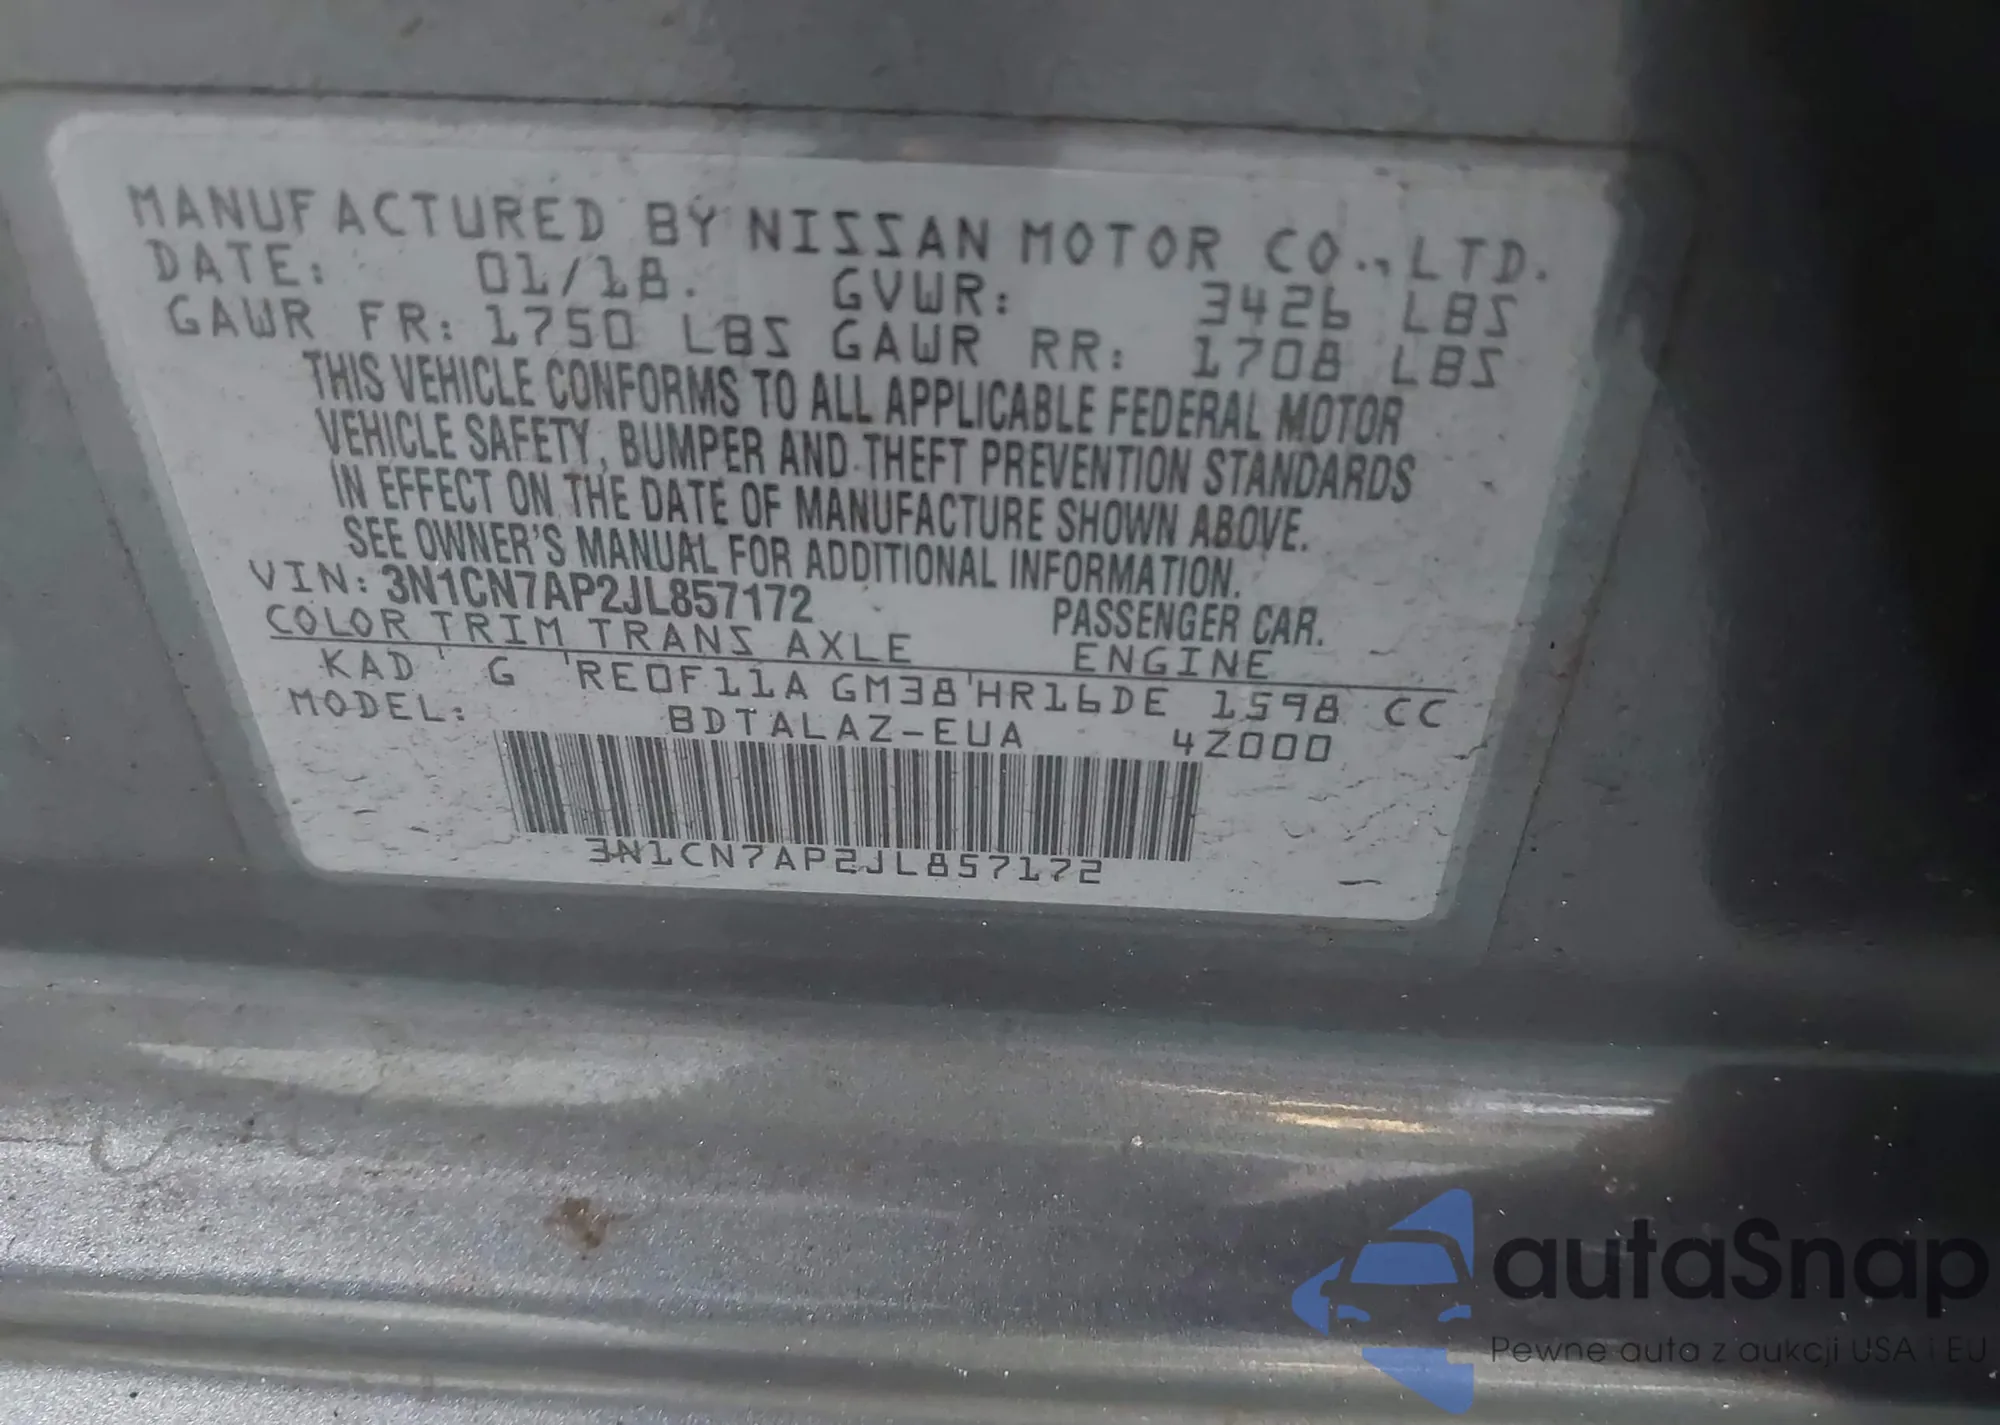 MANUFACTURED BY NISSAN MOTOR CO., LTD.
DATE: 01/18. GVWR: 3426 LBS
GAWR FR: 1750 LBS GAWR RR: 1708 LBS
THIS VEHICLE CONFORMS TO ALL APPLICABLE FEDERAL MOTOR
VEHICLE SAFETY, BUMPER AND THEFT PREVENTION STANDARDS
IN EFFECT ON THE DATE OF MANUFACTURE SHOWN ABOVE.
SEE OWNER'S MANUAL FOR ADDITIONAL INFORMATION.
VIN: 3N1CN7AP2JL857172 PASSENGER CAR.
COLOR TRIM TRANS AXLE ENGINE
KAD G RE0F11A GM38 HR16DE 1598 CC
MODEL: BDTALAZ-EUA 4Z000
3N1CN7AP2JL857172
autaSnap
Pewne auta z aukcji USA i EU